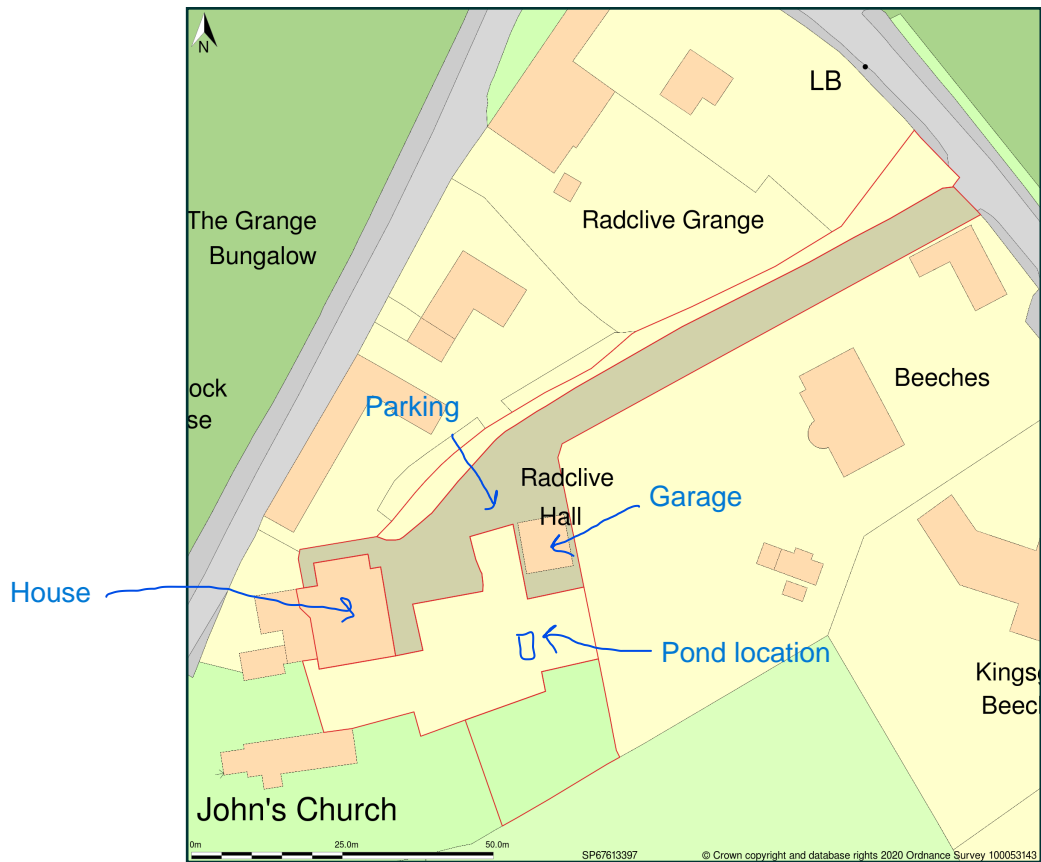 N
LB
The Grange
Bungalow
Radclive Grange
ock
se
Beeches
Parking
Radclive
Hall
Garage
House
Pond location
Kings
Beec
John's Church
0m 25.0m 50.0m
SP67613397
© Crown copyright and database rights 2020 Ordnance Survey 100053143